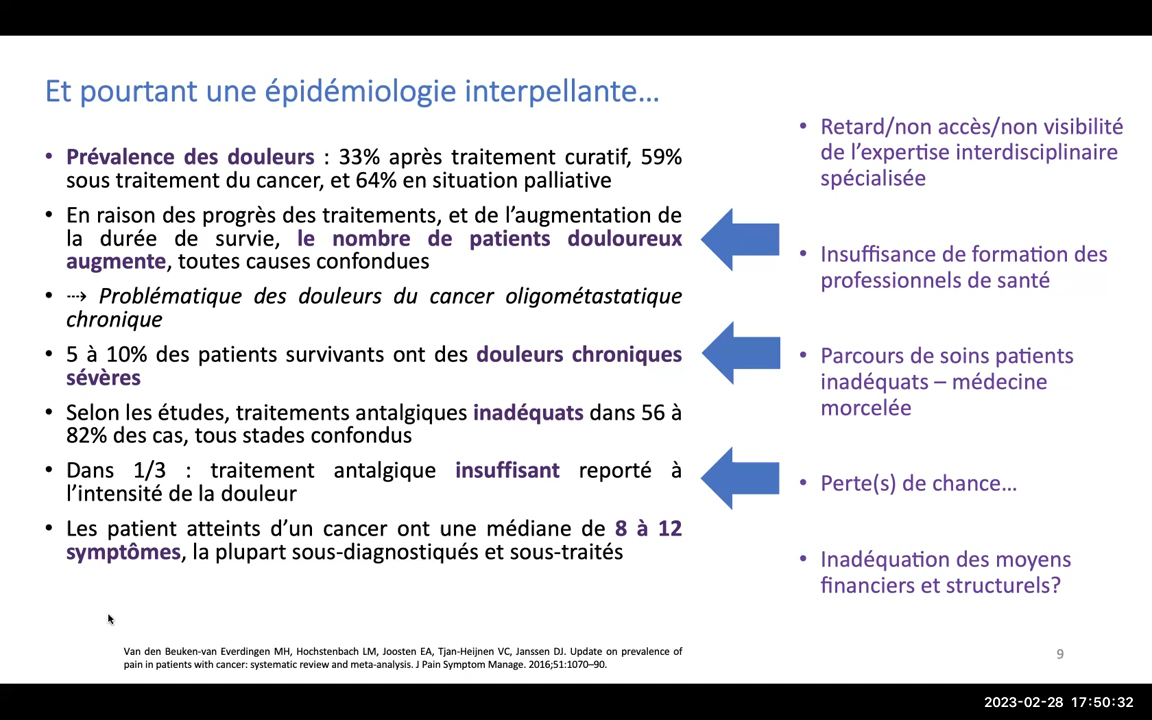 Et pourtant une épidémiologie interpellante...
• Prévalence des douleurs : 33% après traitement curatif, 59%
sous traitement du cancer, et 64% en situation palliative
• En raison des progrès des traitements, et de l'augmentation de
la durée de survie, le nombre de patients douloureux
augmente, toutes causes confondues
• ⇢ Problématique des douleurs du cancer oligométastatique
chronique
• 5 à 10% des patients survivants ont des douleurs chroniques
sévères
• Selon les études, traitements antalgiques inadéquats dans 56 à
82% des cas, tous stades confondus
• Dans 1/3 : traitement antalgique insuffisant reporté à
l'intensité de la douleur
• Les patient atteints d'un cancer ont une médiane de 8 à 12
symptômes, la plupart sous-diagnostiqués et sous-traités
• Retard/non accès/non visibilité
de l'expertise interdisciplinaire
spécialisée
• Insuffisance de formation des
professionnels de santé
• Parcours de soins patients
inadéquats – médecine
morcelée
• Perte(s) de chance...
• Inadéquation des moyens
financiers et structurels?
Van den Beuken-van Everdingen MH, Hochstenbach LM, Joosten EA, Tjan-Heijnen VC, Janssen DJ. Update on prevalence of
pain in patients with cancer: systematic review and meta-analysis. J Pain Symptom Manage. 2016;51:1070–90.
9
2023-02-28 17:50:32